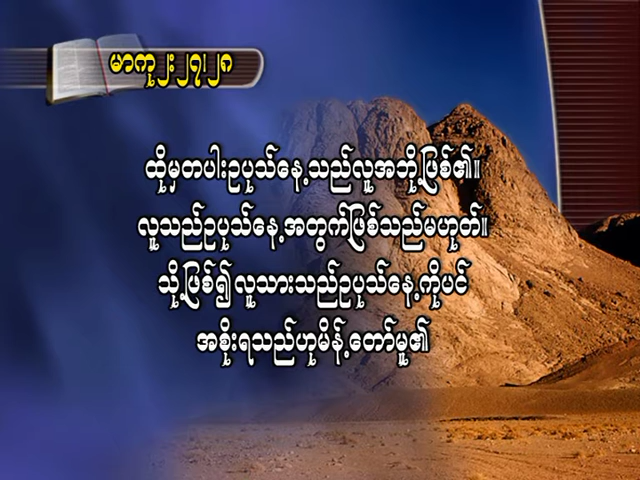 မာကု၂း၂၇၊၂၈
ထိုမှတပါးဥပုသ်နေ့သည်လူအဘို့ဖြစ်၏။
လူသည်ဥပုသ်နေ့အတွက်ဖြစ်သည်မဟုတ်။
သို့ဖြစ်၍လူသားသည်ဥပုသ်နေ့ကိုပင်
အစိုးရသည်ဟုမိန့်တော်မူ၏